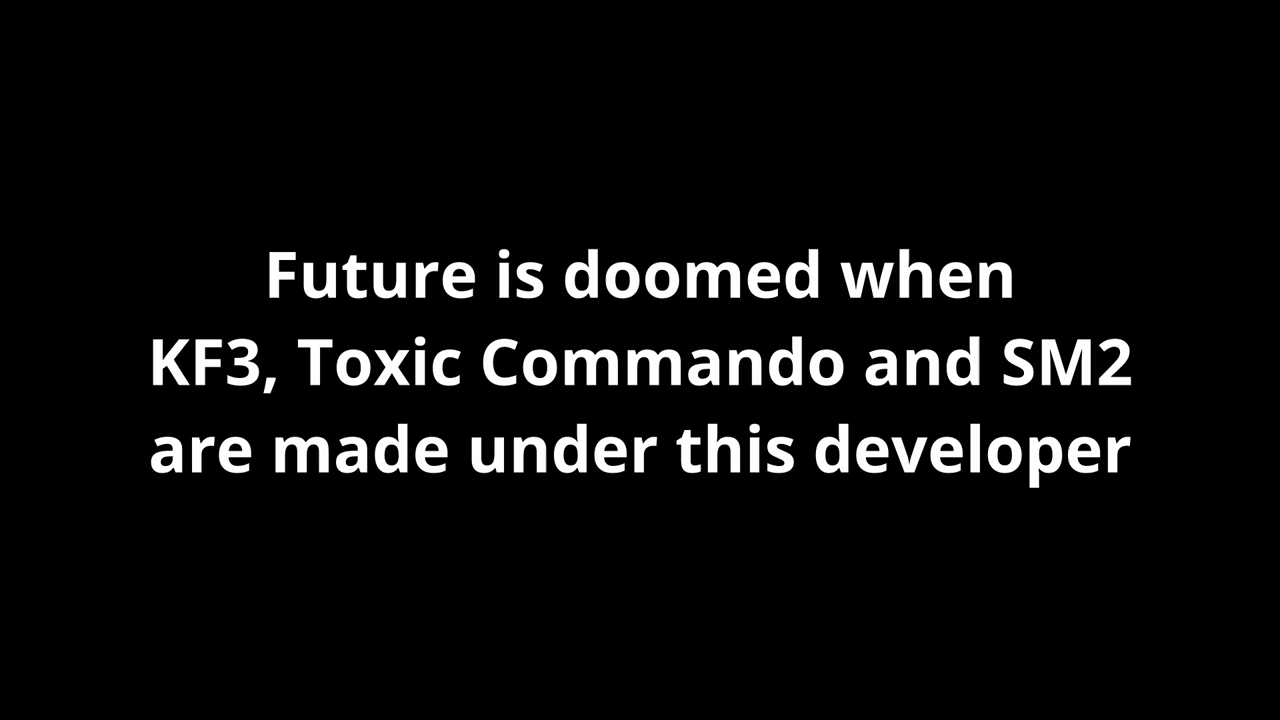 Future is doomed when
KF3, Toxic Commando and SM2
are made under this developer